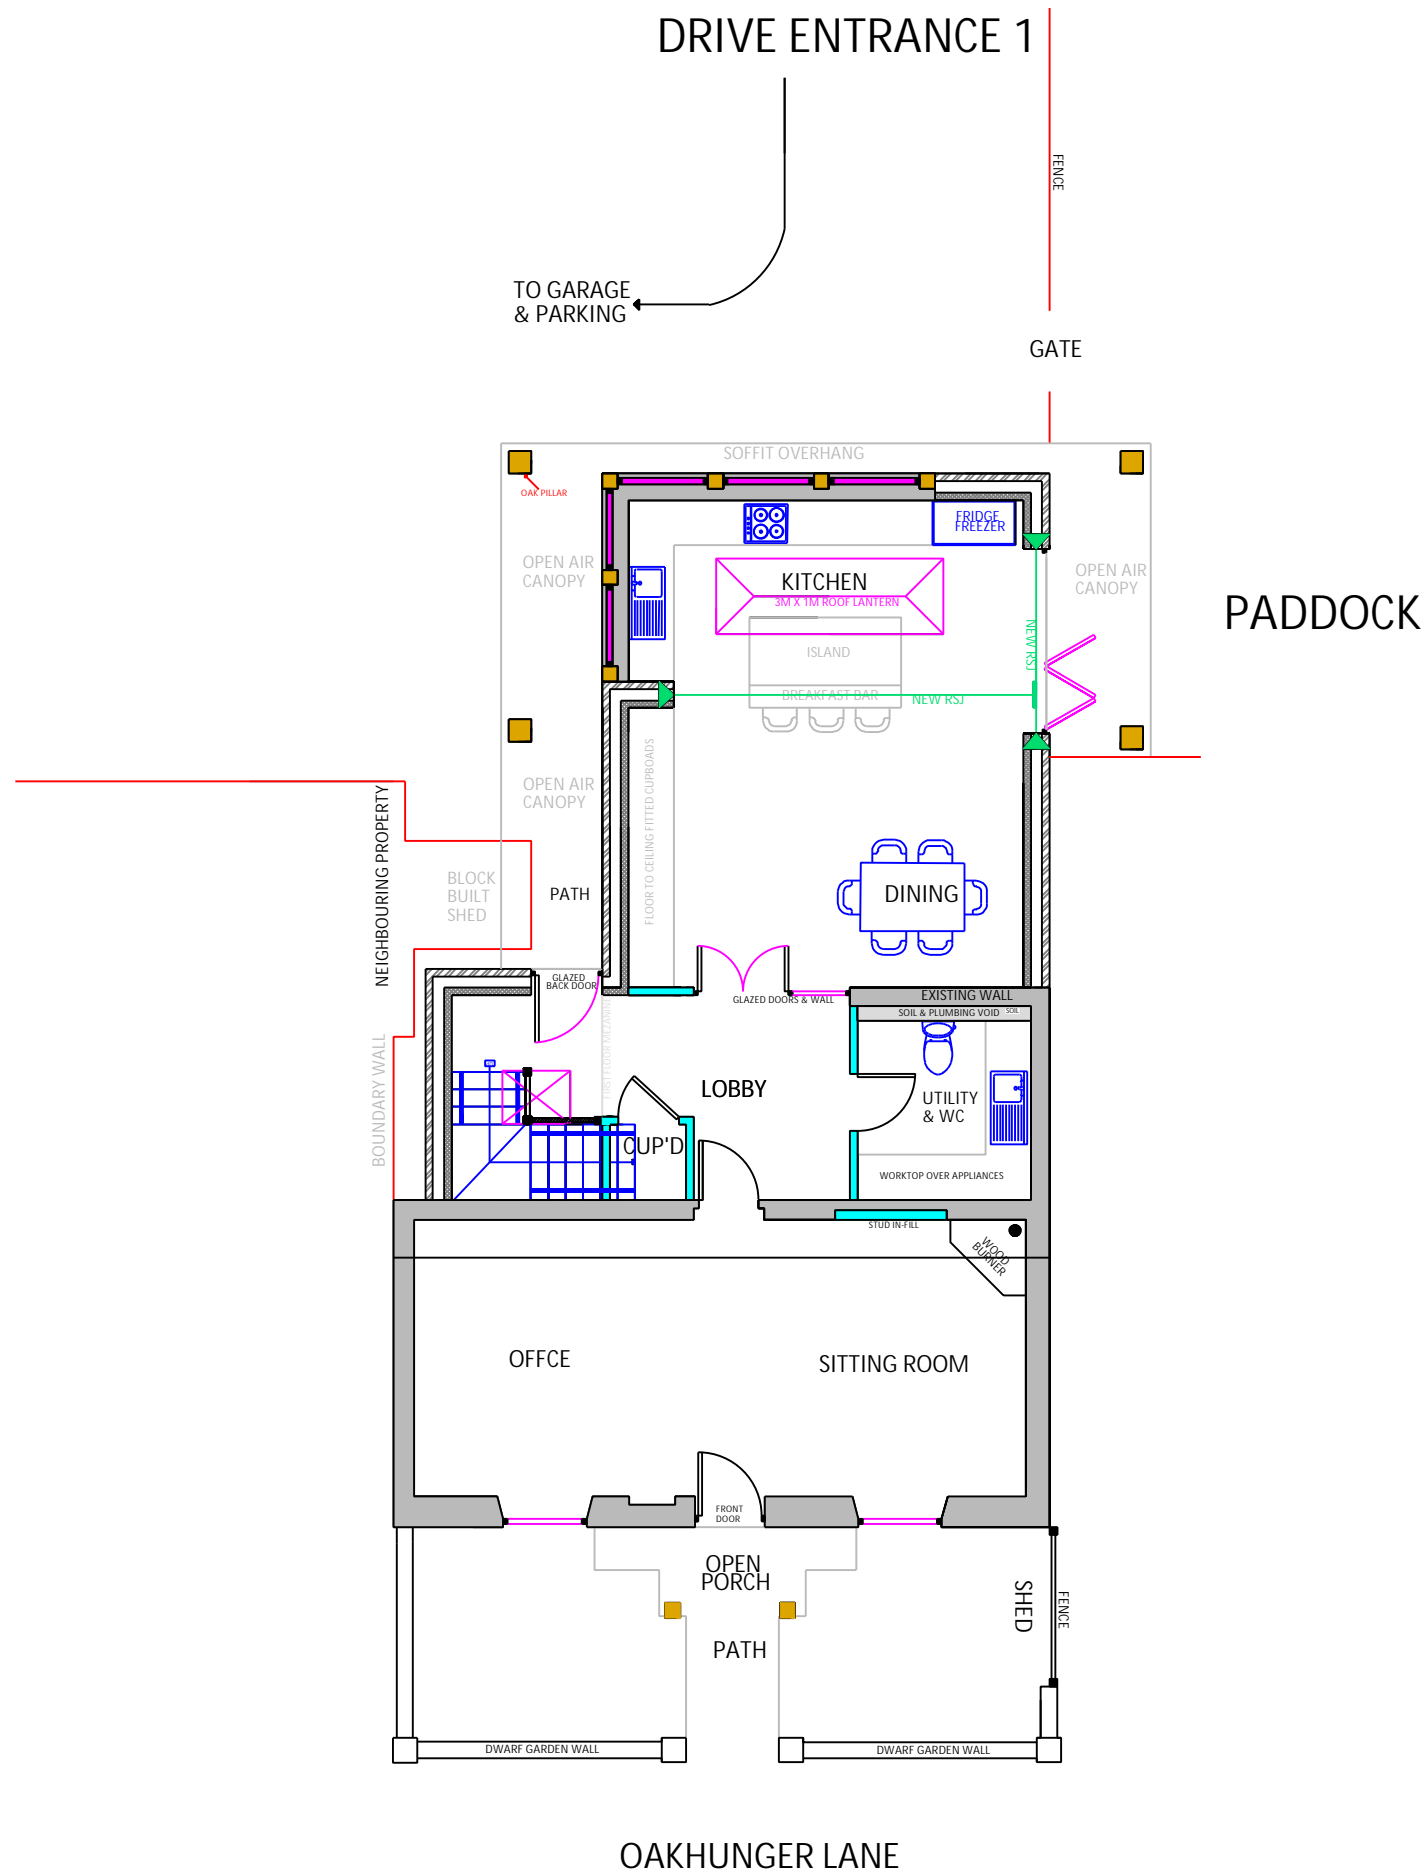 DRIVE ENTRANCE 1
FENCE
TO GARAGE
& PARKING
GATE
SOFFIT OVERHANG
OAK PILLAR
FRIDGE
FREEZER
OPEN AIR
CANOPY
KITCHEN
3M X 1M ROOF LANTERN
OPEN AIR
CANOPY
PADDOCK
NEW RSJ
ISLAND
BREAKFAST BAR
NEW RSJ
FLOOR TO CEILING FITTED CUPBOADS
OPEN AIR
CANOPY
NEIGHBOURING PROPERTY
BLOCK
BUILT
SHED
PATH
DINING
GLAZED
BACK DOOR
GLAZED DOORS & WALL
EXISTING WALL
SOIL & PLUMBING VOID
SOIL
FIRST FLOOR MEZANINE
BOUNDARY WALL
LOBBY
UTILITY
& WC
CUP'D
WORKTOP OVER APPLIANCES
STUD IN-FILL
WOOD
BURNER
OFFCE
SITTING ROOM
FRONT
DOOR
OPEN
PORCH
SHED
FENCE
PATH
DWARF GARDEN WALL
DWARF GARDEN WALL
OAKHUNGER LANE